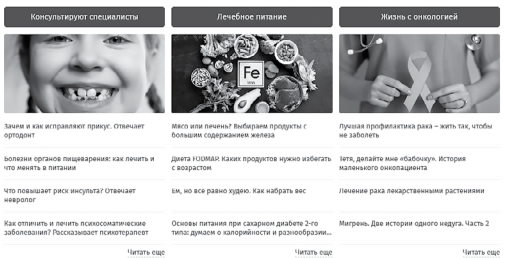 Консультируют специалисты
Зачем и как исправляют прикус. Отвечает
ортодонт
Болезни органов пищеварения: как лечить и
что менять в питании
Что повышает риск инсульта? Отвечает
невролог
Как отличить и лечить психосоматические
заболевания? Рассказывает психотерапевт
Читать еще
Лечебное питание
Fe
Мясо или печень? Выбираем продукты с
большим содержанием железа
Диета FODMAP. Каких продуктов нужно избегать
с возрастом
Ем, но все равно худею. Как набрать вес
Основы питания при сахарном диабете 2-го
типа: думаем о калорийности и разнообразии...
Читать еще
Жизнь с онкологией
Лучшая профилактика рака – жить так, чтобы
не заболеть
Тетя, делайте мне «бабочку». История
маленького онкопациента
Лечение рака лекарственными растениями
Мигрень. Две истории одного недуга. Часть 2
Читать еще